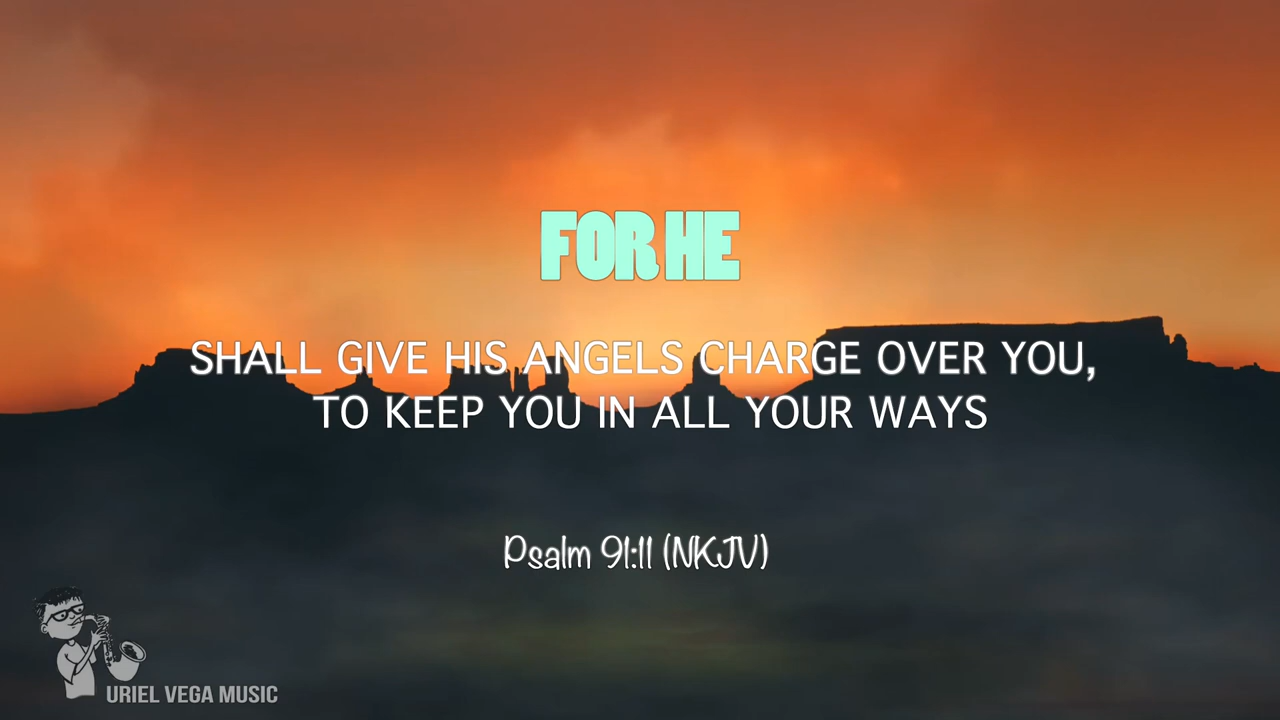 FOR HE
SHALL GIVE HIS ANGELS CHARGE OVER YOU,
TO KEEP YOU IN ALL YOUR WAYS
Psalm 91:11 (NKJV)
URIEL VEGA MUSIC